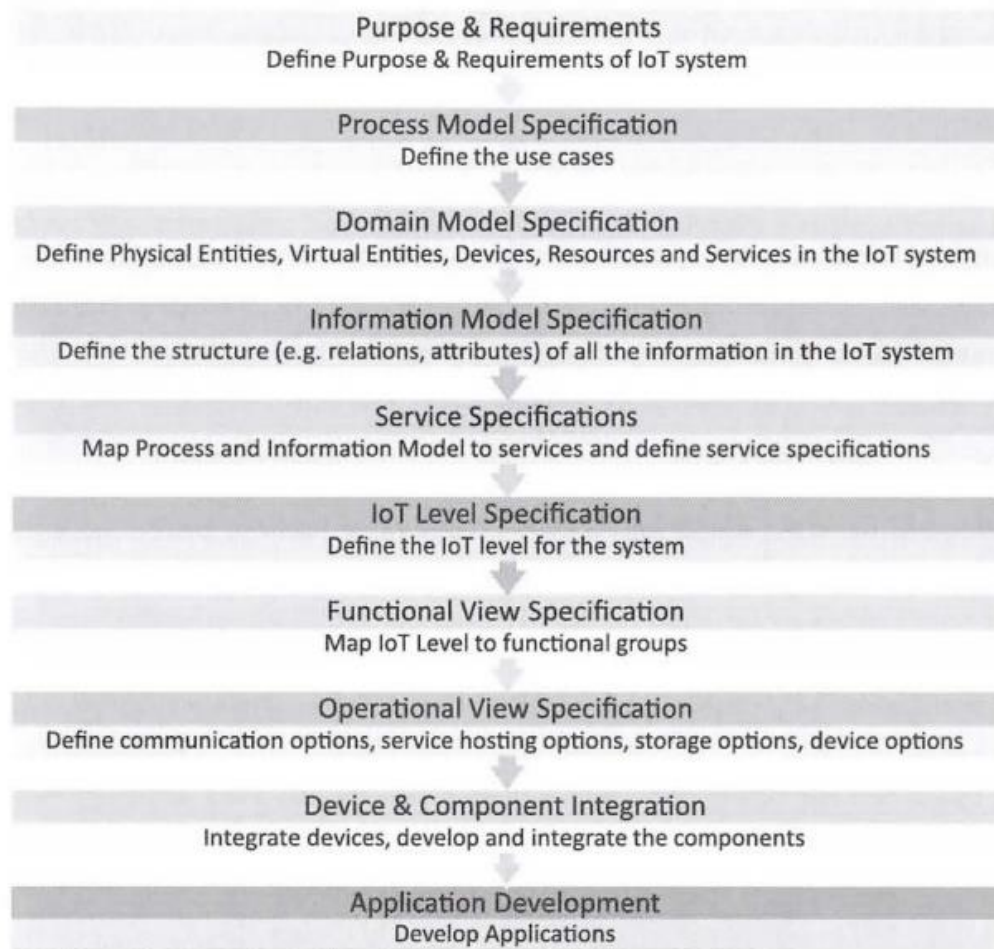 Purpose & Requirements
Define Purpose & Requirements of IoT system
Process Model Specification
Define the use cases
Domain Model Specification
Define Physical Entities, Virtual Entities, Devices, Resources and Services in the IoT system
Information Model Specification
Define the structure (e.g. relations, attributes) of all the information in the IoT system
Service Specifications
Map Process and Information Model to services and define service specifications
IoT Level Specification
Define the IoT level for the system
Functional View Specification
Map IoT Level to functional groups
Operational View Specification
Define communication options, service hosting options, storage options, device options
Device & Component Integration
Integrate devices, develop and integrate the components
Application Development
Develop Applications